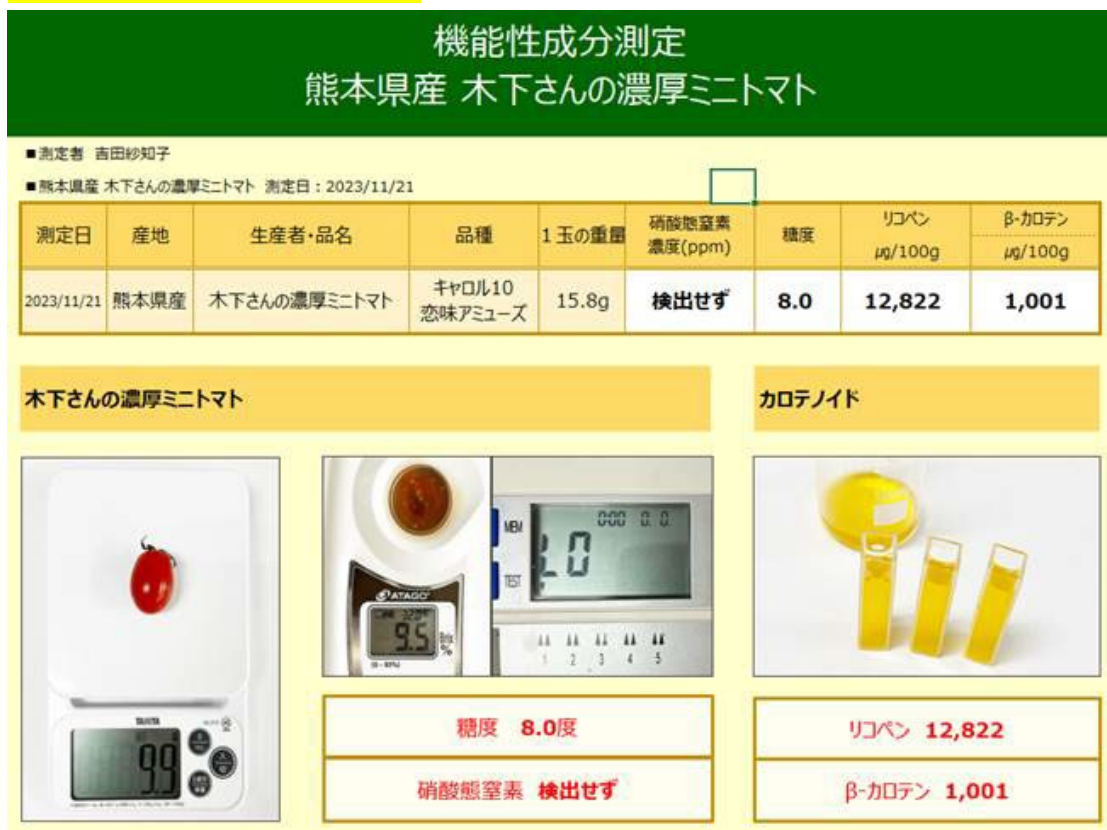 機能性成分測定
熊本県産 木下さんの濃厚ミニトマト
■測定者 吉田紗知子
■熊本県産 木下さんの濃厚ミニトマト 測定日：2023/11/21
測定日 産地 生産者・品名 品種 1玉の重量 硝酸態窒素濃度(ppm) 糖度 リコペン μg/100g β-カロテン μg/100g
2023/11/21 熊本県産 木下さんの濃厚ミニトマト キャロル10 恋味アミューズ 15.8g 検出せず 8.0 12,822 1,001
木下さんの濃厚ミニトマト
カロテノイド
MEM
TEST
LO
ATAGO
9.5 Brix %
1 2 3 4 5
TANITA
9.9
糖度 8.0度
硝酸態窒素 検出せず
リコペン 12,822
β-カロテン 1,001